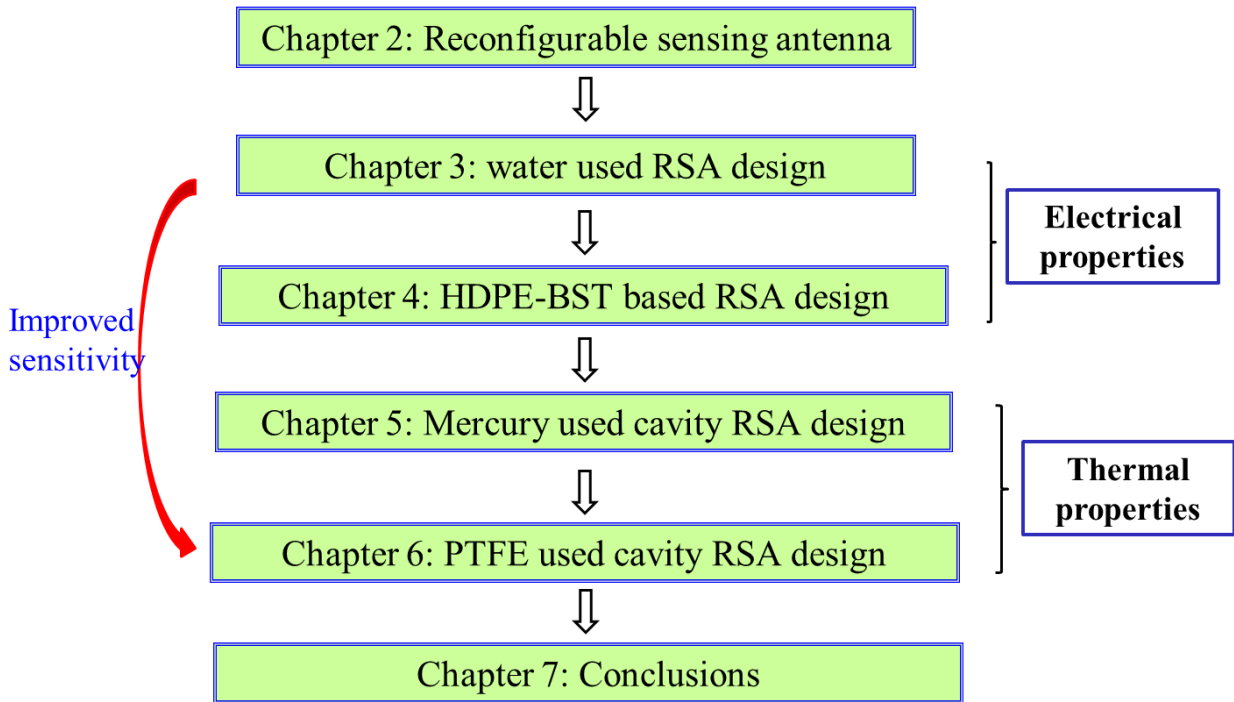 Chapter 2: Reconfigurable sensing antenna
Chapter 3: water used RSA design
Electrical
properties
Chapter 4: HDPE-BST based RSA design
Improved
sensitivity
Chapter 5: Mercury used cavity RSA design
Thermal
properties
Chapter 6: PTFE used cavity RSA design
Chapter 7: Conclusions